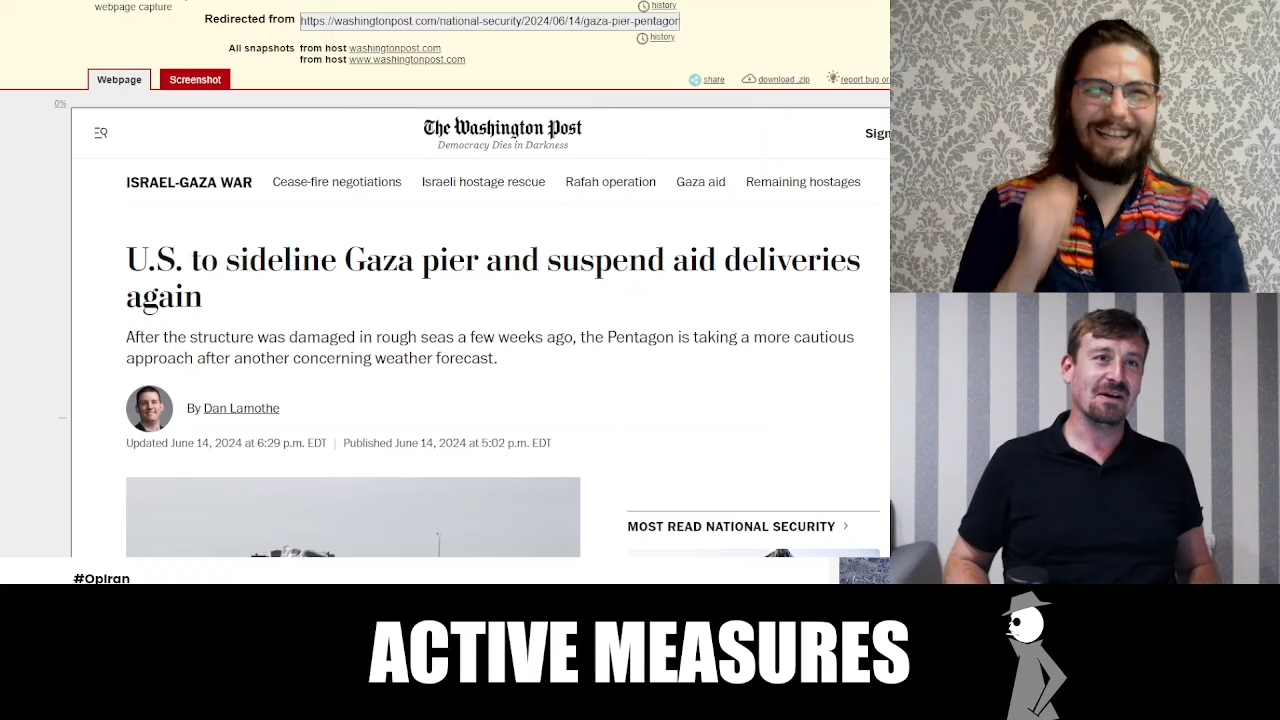 webpage capture
history
Redirected from https://washingtonpost.com/national-security/2024/06/14/gaza-pier-pentagon
history
All snapshots from host washingtonpost.com
from host www.washingtonpost.com
Webpage Screenshot share download .zip report bug or
0%
The Washington Post
Democracy Dies in Darkness
Sign
ISRAEL-GAZA WAR Cease-fire negotiations Israeli hostage rescue Rafah operation Gaza aid Remaining hostages
U.S. to sideline Gaza pier and suspend aid deliveries
again
After the structure was damaged in rough seas a few weeks ago, the Pentagon is taking a more cautious
approach after another concerning weather forecast.
By Dan Lamothe
Updated June 14, 2024 at 6:29 p.m. EDT | Published June 14, 2024 at 5:02 p.m. EDT
MOST READ NATIONAL SECURITY
#OpIran
ACTIVE MEASURES